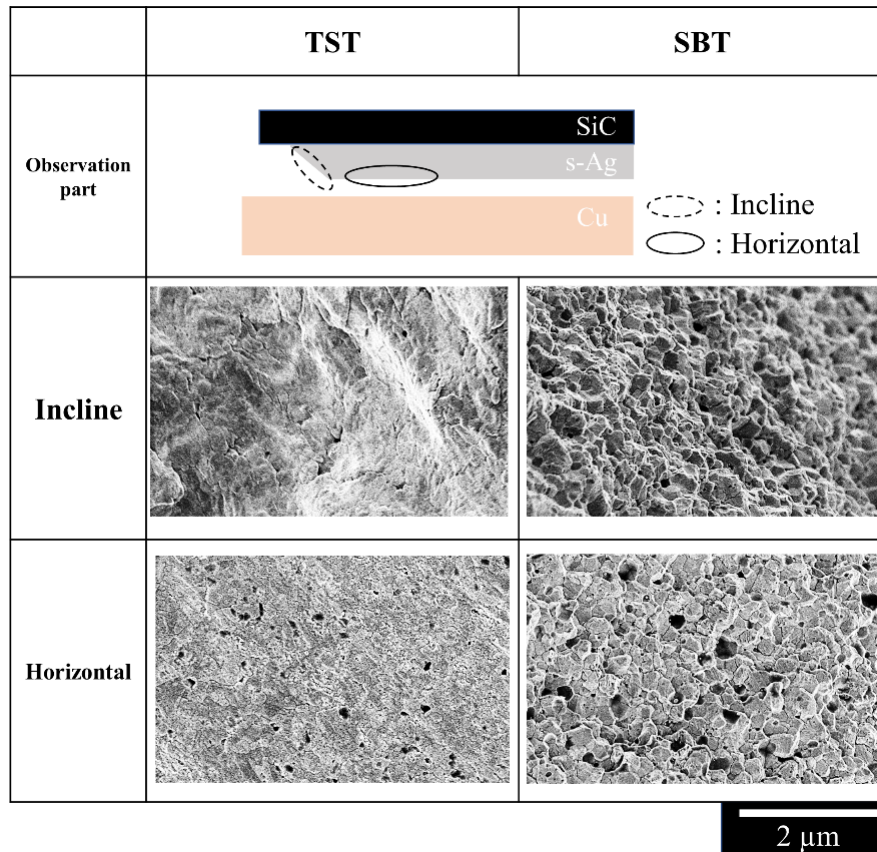 TST
SBT
Observation
part
SiC
s-Ag
Cu
: Incline
: Horizontal
Incline
Horizontal
2 µm